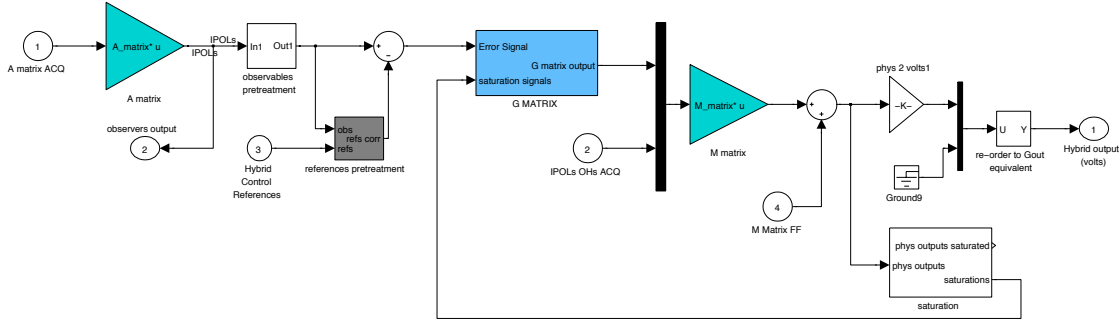 1
A matrix ACQ
A_matrix* u
A matrix
IPOLs
IPOLs
observers output
2
In1
Out1
observables
pretreatment
3
Hybrid
Control
References
+
−
obs
refs corr
refs
references pretreatment
Error Signal
G matrix output
saturation signals
G MATRIX
2
IPOLs OHs ACQ
M_matrix* u
M matrix
+
+
4
M Matrix FF
phys 2 volts1
−K−
Ground9
U
Y
re−order to Gout
equivalent
1
Hybrid output
(volts)
phys outputs saturated
phys outputs
saturations
saturation